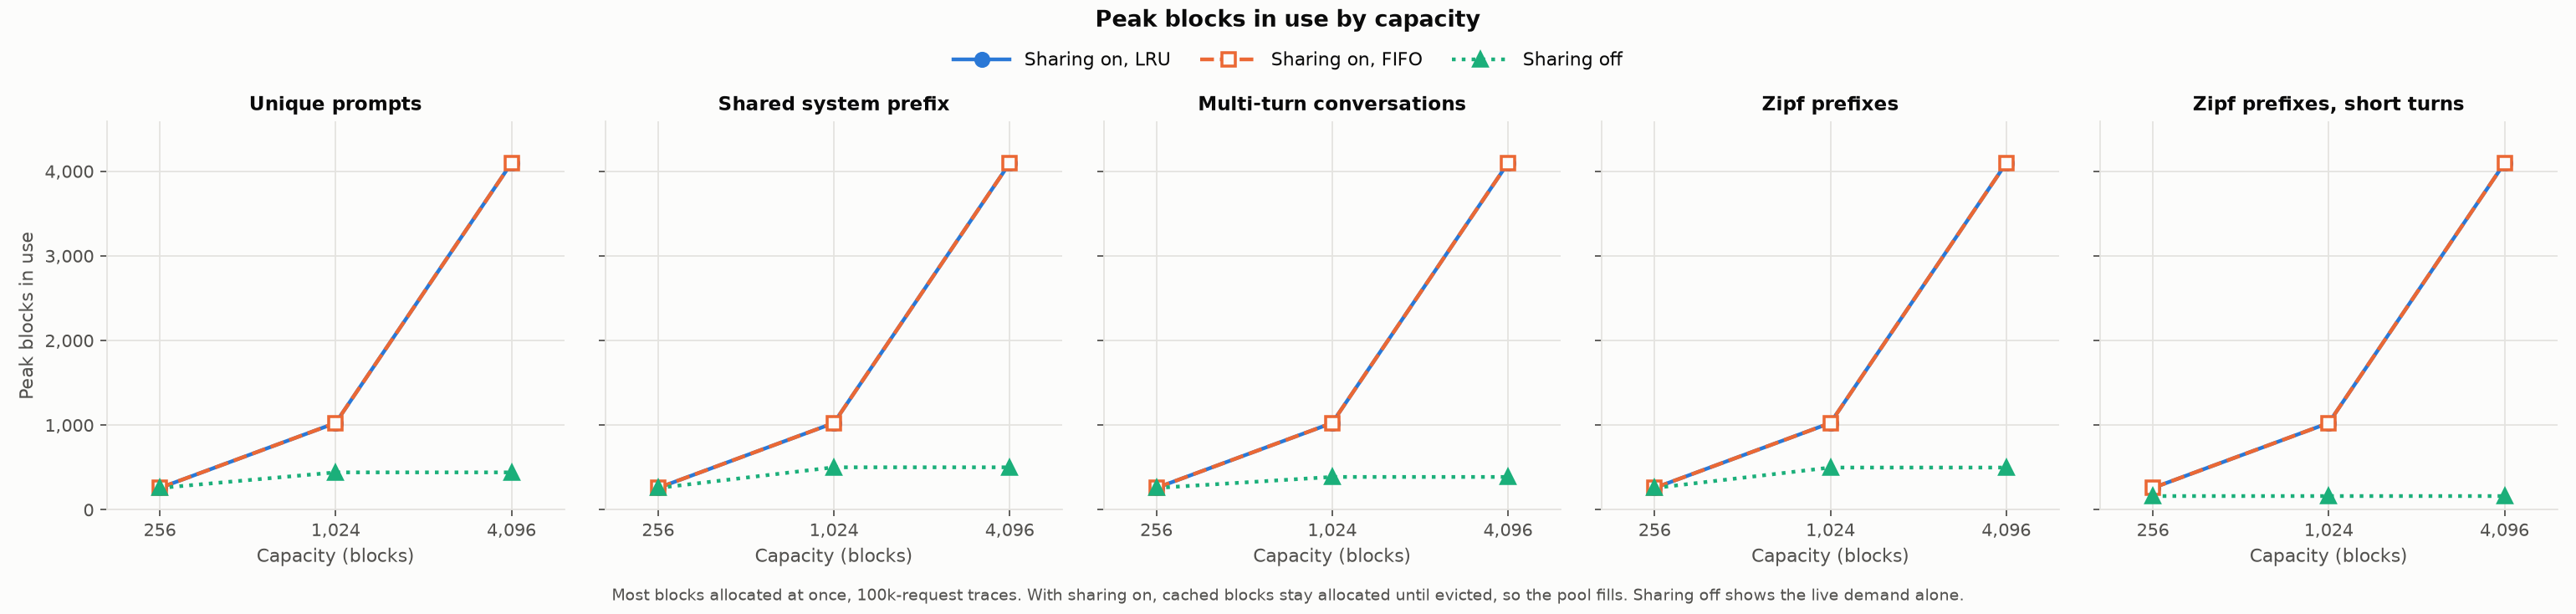 Peak blocks in use by capacity
Sharing on, LRU
Sharing on, FIFO
Sharing off
Unique prompts
Shared system prefix
Multi-turn conversations
Zipf prefixes
Zipf prefixes, short turns
Peak blocks in use
4,000
3,000
2,000
1,000
0
256 1,024 4,096
256 1,024 4,096
256 1,024 4,096
256 1,024 4,096
256 1,024 4,096
Capacity (blocks)
Capacity (blocks)
Capacity (blocks)
Capacity (blocks)
Capacity (blocks)
Most blocks allocated at once, 100k-request traces. With sharing on, cached blocks stay allocated until evicted, so the pool fills. Sharing off shows the live demand alone.